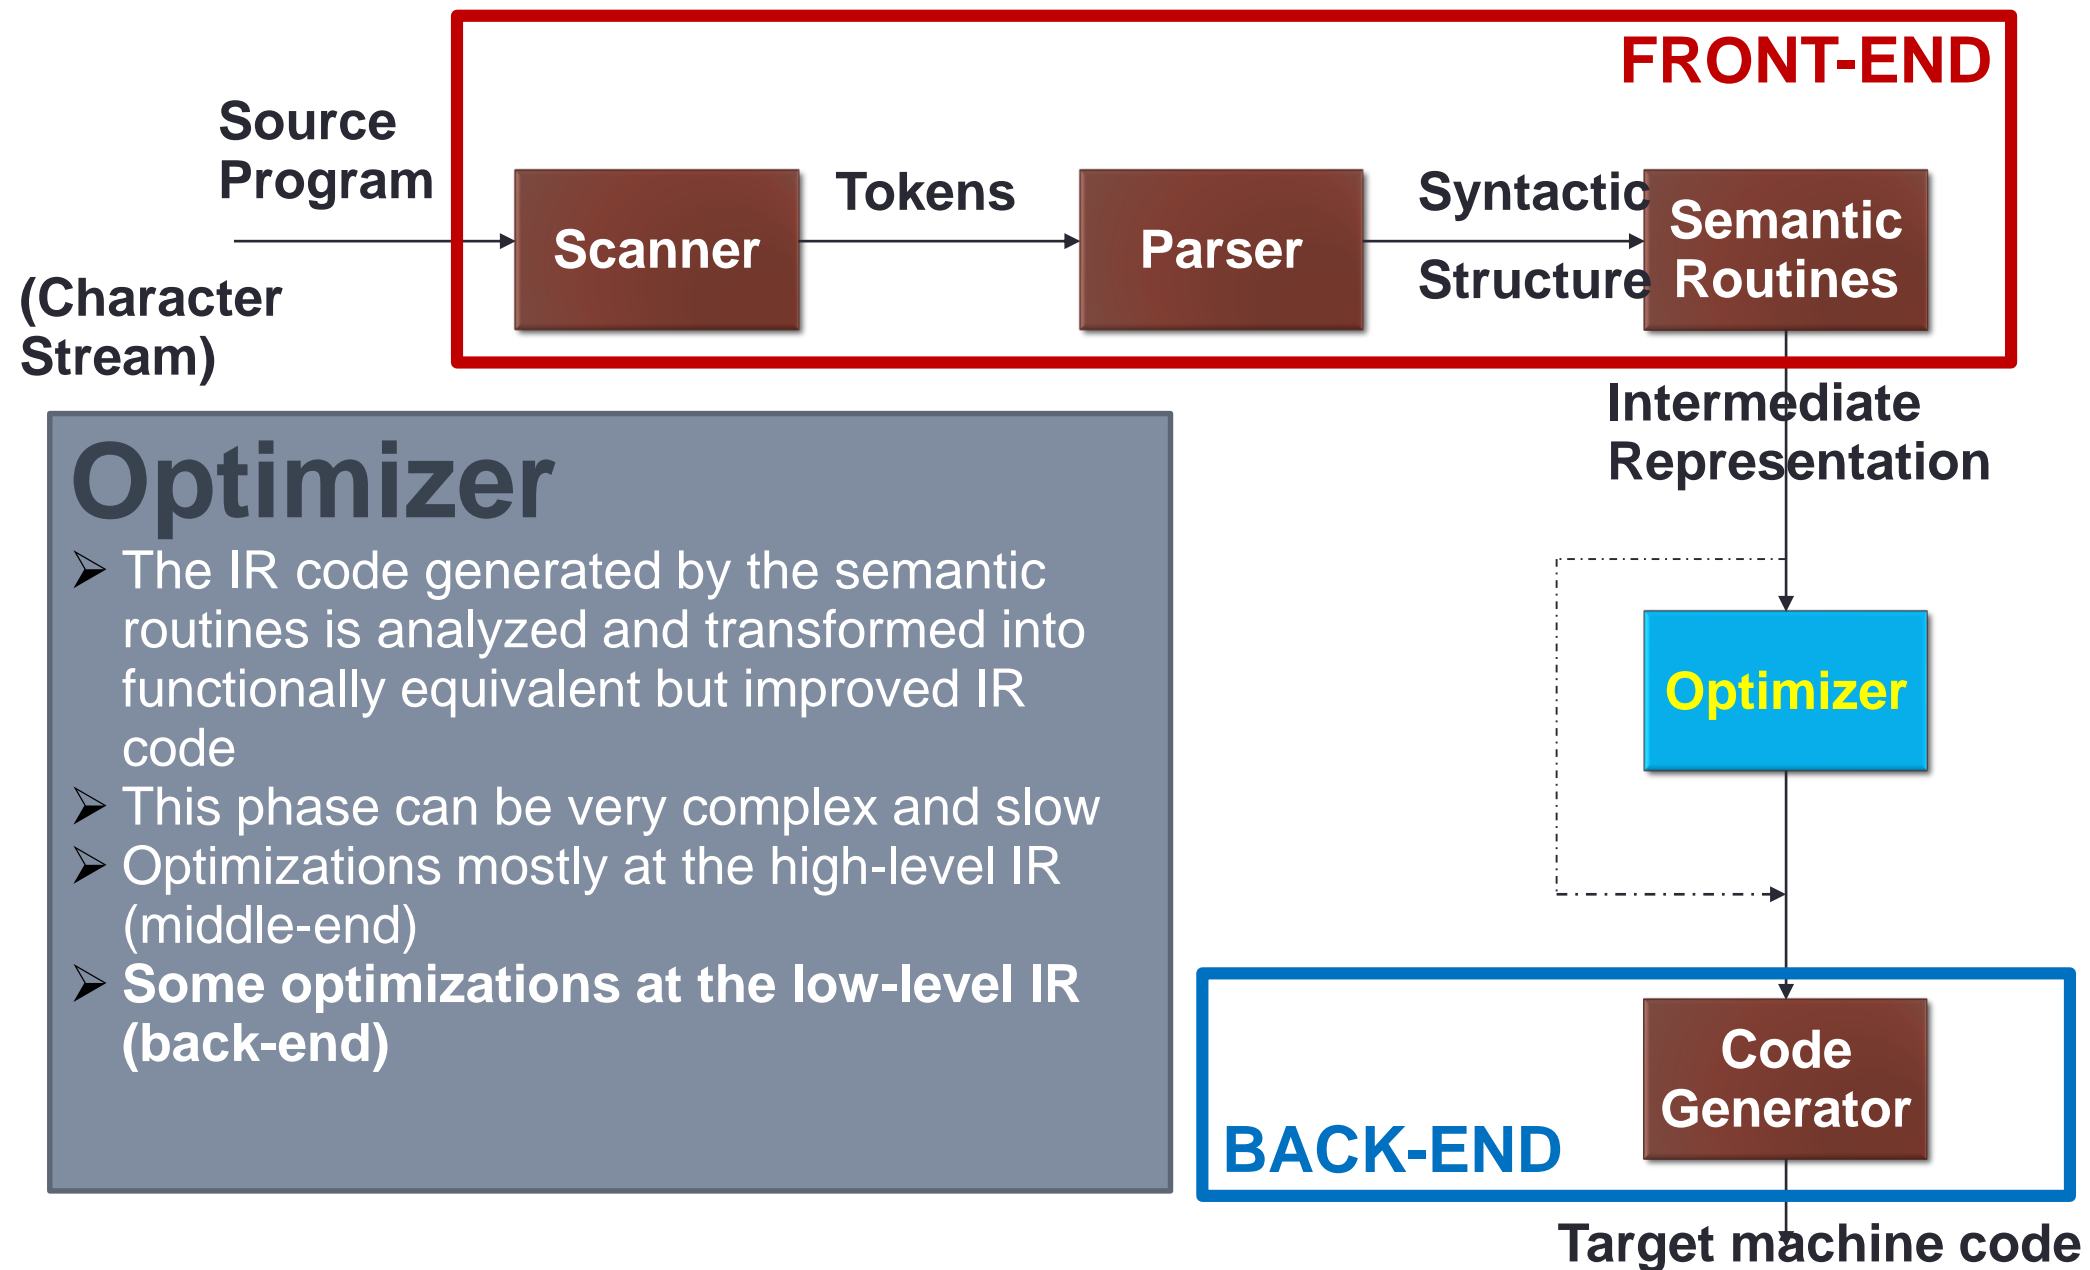 FRONT-END
Source
Program
(Character
Stream)
Scanner
Tokens
Parser
Syntactic
Structure
Semantic
Routines
Intermediate
Representation
Optimizer
➢ The IR code generated by the semantic
routines is analyzed and transformed into
functionally equivalent but improved IR
code
➢ This phase can be very complex and slow
➢ Optimizations mostly at the high-level IR
(middle-end)
➢ Some optimizations at the low-level IR
(back-end)
Optimizer
Code
Generator
BACK-END
Target machine code